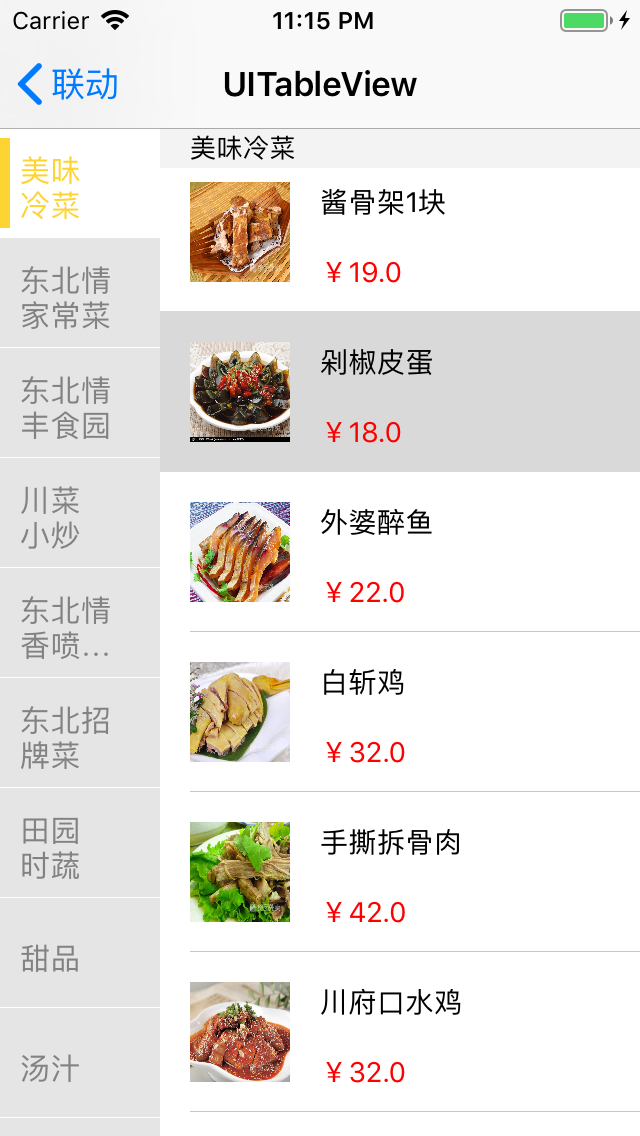 Carrier
11:15 PM
联动
UITableView
美味
冷菜
东北情
家常菜
东北情
丰食园
川菜
小炒
东北情
香喷...
东北招
牌菜
田园
时蔬
甜品
汤汁
美味冷菜
酱骨架1块
￥19.0
剁椒皮蛋
￥18.0
外婆醉鱼
￥22.0
白斩鸡
￥32.0
手撕拆骨肉
￥42.0
川府口水鸡
￥32.0